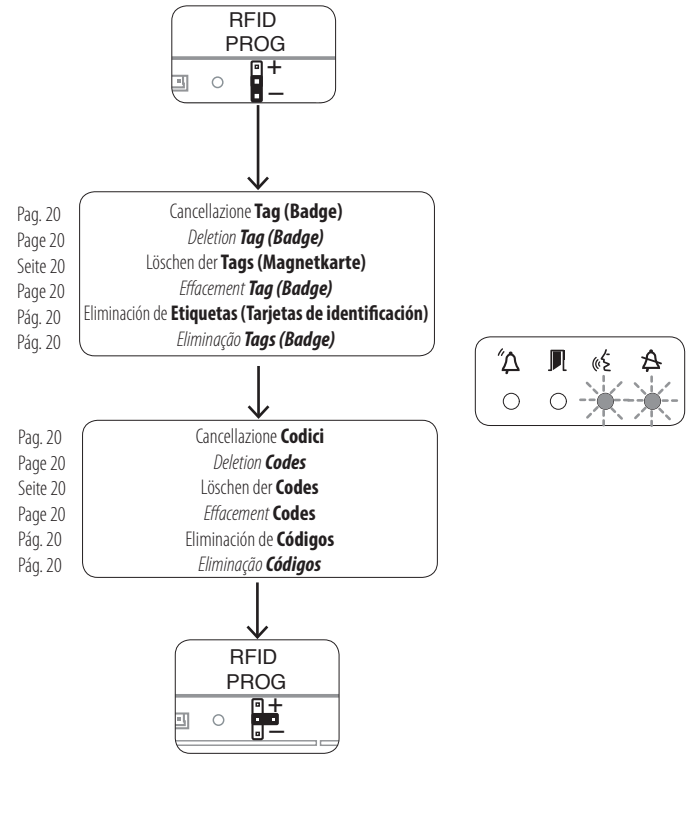 RFID
PROG
+
−
Pag. 20 Cancellazione Tag (Badge)
Page 20 Deletion Tag (Badge)
Seite 20 Löschen der Tags (Magnetkarte)
Page 20 Effacement Tag (Badge)
Pág. 20 Eliminación de Etiquetas (Tarjetas de identificación)
Pág. 20 Eliminação Tags (Badge)
Pag. 20 Cancellazione Codici
Page 20 Deletion Codes
Seite 20 Löschen der Codes
Page 20 Effacement Codes
Pág. 20 Eliminación de Códigos
Pág. 20 Eliminação Códigos
RFID
PROG
+
−